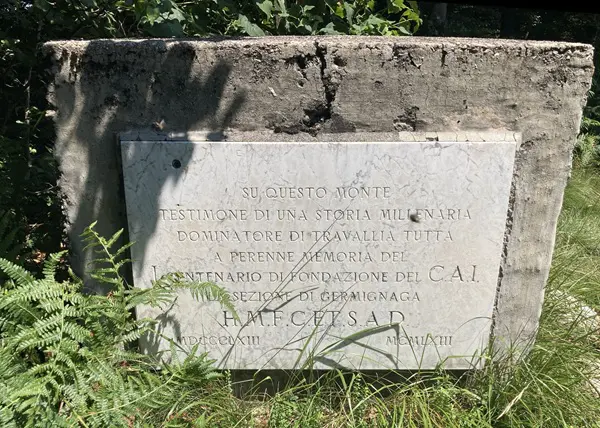 SU QUESTO MONTE
TESTIMONE DI UNA STORIA MILLENARIA
DOMINATORE DI TRAVALLIA TUTTA
A PERENNE MEMORIA DEL
I CENTENARIO DI FONDAZIONE DEL C.A.I.
SEZIONE DI GERMIGNAGA
H.M.F.C.ET.S.A.D.
MDCCCLXIII MCMLXIII